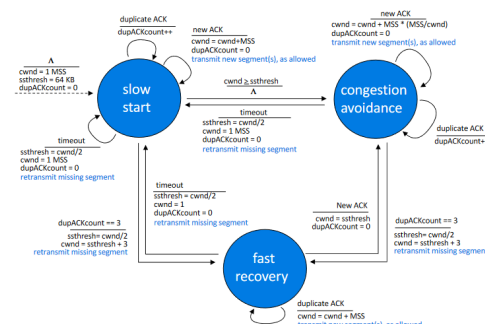 duplicate ACK
dupACKcount++
new ACK
cwnd = cwnd+MSS
dupACKcount = 0
transmit new segment(s), as allowed
new ACK
cwnd = cwnd + MSS * (MSS/cwnd)
dupACKcount = 0
transmit new segment(s), as allowed
Λ
cwnd = 1 MSS
ssthresh = 64 KB
dupACKcount = 0
slow
start
cwnd ≥ ssthresh
Λ
congestion
avoidance
timeout
ssthresh = cwnd/2
cwnd = 1 MSS
dupACKcount = 0
retransmit missing segment
timeout
ssthresh = cwnd/2
cwnd = 1 MSS
dupACKcount = 0
retransmit missing segment
duplicate ACK
dupACKcount+
timeout
ssthresh = cwnd/2
cwnd = 1
dupACKcount = 0
retransmit missing segment
New ACK
cwnd = ssthresh
dupACKcount = 0
dupACKcount == 3
ssthresh= cwnd/2
cwnd = ssthresh + 3
retransmit missing segment
dupACKcount == 3
ssthresh= cwnd/2
cwnd = ssthresh + 3
retransmit missing segmen
fast
recovery
duplicate ACK
cwnd = cwnd + MSS
transmit new segment(s), as allowed